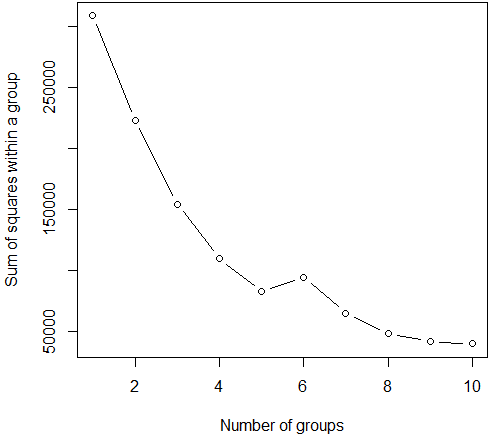 Sum of squares within a group
250000
150000
50000
2 4 6 8 10
Number of groups